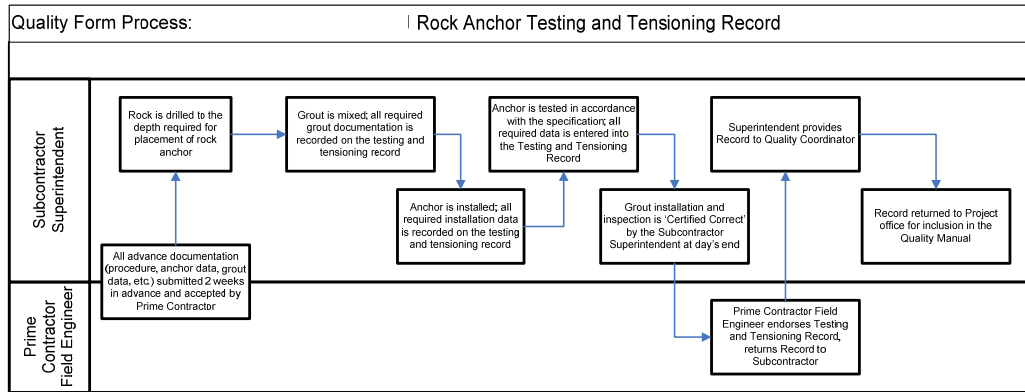 Quality Form Process:
Rock Anchor Testing and Tensioning Record
Subcontractor
Superintendent
All advance documentation
(procedure, anchor data, grout
data, etc.) submitted 2 weeks
in advance and accepted by
Prime Contractor
Rock is drilled to the
depth required for
placement of rock
anchor
Grout is mixed; all required
grout documentation is
recorded on the testing and
tensioning record
Anchor is installed; all
required installation data
is recorded on the testing
and tensioning record
Anchor is tested in accordance
with the specification; all
required data is entered into
the Testing and Tensioning
Record
Grout installation and
inspection is ‘Certified Correct’
by the Subcontractor
Superintendent at day’s end
Prime
Contractor
Field Engineer
Prime Contractor Field
Engineer endorses Testing
and Tensioning Record,
returns Record to
Subcontractor
Superintendent provides
Record to Quality Coordinator
Record returned to Project
office for inclusion in the
Quality Manual